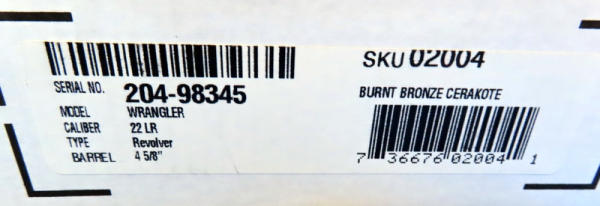 SKU 02004
SERIAL NO. 204-98345
BURNT BRONZE CERAKOTE
MODEL WRANGLER
CALIBER 22 LR
TYPE Revolver
BARREL 4 5/8"
7 36676 02004 1